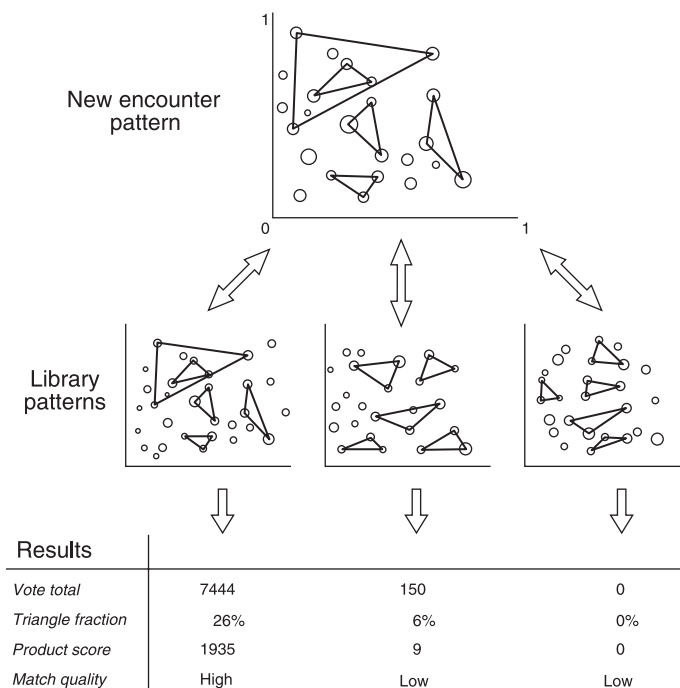 1
New encounter
pattern
0
1
Library
patterns
Results
Vote total 7444 150 0
Triangle fraction 26% 6% 0%
Product score 1935 9 0
Match quality High Low Low